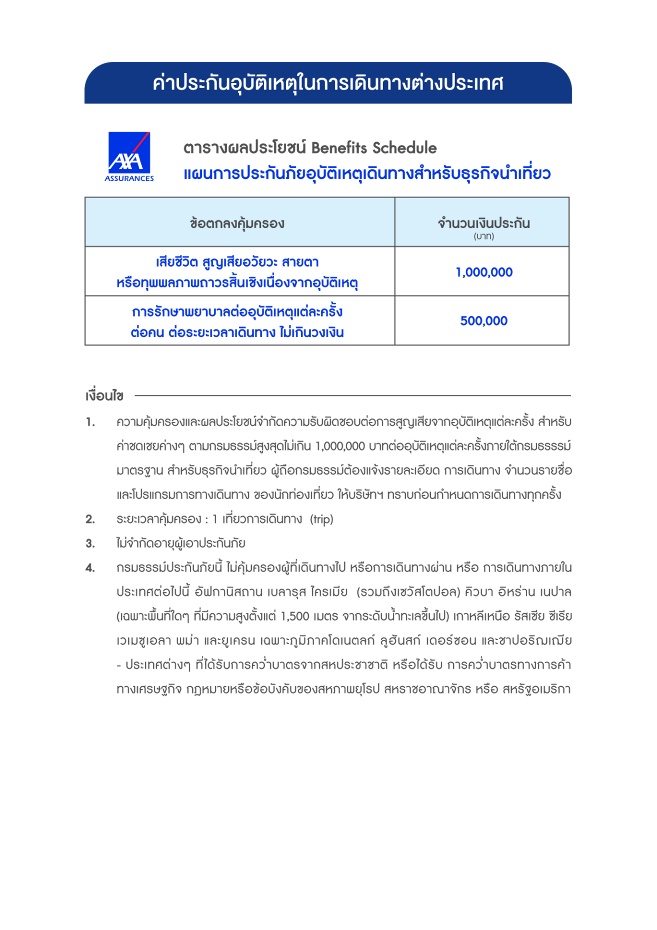 ค่าประกันอุบัติเหตุในการเดินทางต่างประเทศ
AXA
ASSURANCES
ตารางผลประโยชน์ Benefits Schedule
แผนการประกันภัยอุบัติเหตุเดินทางสำหรับธุรกิจนำเที่ยว
ข้อตกลงคุ้มครอง
จำนวนเงินประกัน
(บาท)
เสียชีวิต สูญเสียอวัยวะ สายตา
หรือทุพพลภาพถาวรสิ้นเชิงเนื่องจากอุบัติเหตุ
1,000,000
การรักษาพยาบาลต่ออุบัติเหตุแต่ละครั้ง
ต่อคน ต่อระยะเวลาเดินทาง ไม่เกินวงเงิน
500,000
เงื่อนไข
1. ความคุ้มครองและผลประโยชน์จำกัดความรับผิดชอบต่อการสูญเสียจากอุบัติเหตุแต่ละครั้ง สำหรับ
ค่าชดเชยค่างๆ ตามกรมธรรม์สูงสุดไม่เกิน 1,000,000 บาทต่ออุบัติเหตุแต่ละครั้งภายใต้กรมธรรรม์
มาตรฐาน สำหรับธุรกิจนำเที่ยว ผู้ถือกรมธรรม์ต้องแจ้งรายละเอียด การเดินทาง จำนวนรายชื่อ
และโปรแกรมการทางเดินทาง ของนักท่องเที่ยว ให้บริษัทฯ ทราบก่อนกำหนดการเดินทางทุกครั้ง
2. ระยะเวลาคุ้มครอง : 1 เที่ยวการเดินทาง (trip)
3. ไม่จำกัดอายุผู้เอาประกันภัย
4. กรมธรรม์ประกันภัยนี้ ไม่คุ้มครองผู้ที่เดินทางไป หรือการเดินทางผ่าน หรือ การเดินทางภายใน
ประเทศต่อไปนี้ อัฟกานิสถาน เบลารุส ไครเมีย (รวมถึงเซวัสโตปอล) คิวบา อิหร่าน เนปาล
(เฉพาะพื้นที่ใดๆ ที่มีความสูงตั้งแต่ 1,500 เมตร จากระดับน้ำทะเลขึ้นไป) เกาหลีเหนือ รัสเซีย ซีเรีย
เวเนซุเอลา พม่า และยูเครน เฉพาะภูมิภาคโดเนตสก์ ลูฮันสก์ เคอร์ซอน และซาปอริฌเฌีย
- ประเทศต่างๆ ที่ได้รับการคว่ำบาตรจากสหประชาชาติ หรือได้รับ การคว่ำบาตรทางการค้า
ทางเศรษฐกิจ กฎหมายหรือข้อบังคับของสหภาพยุโรป สหราชอาณาจักร หรือ สหรัฐอเมริกา